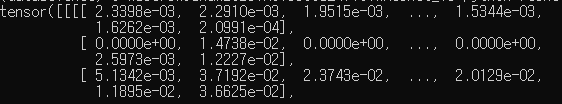 tensor([[[[ 2.3398e-03, 2.2910e-03, 1.9515e-03, ..., 1.5344e-03,
1.6262e-03, 2.0991e-04],
[ 0.0000e+00, 1.4738e-02, 0.0000e+00, ..., 0.0000e+00,
2.5973e-03, 1.2227e-02],
[ 5.1342e-03, 3.7192e-02, 2.3743e-02, ..., 2.0129e-02,
1.1895e-02, 3.6625e-02],